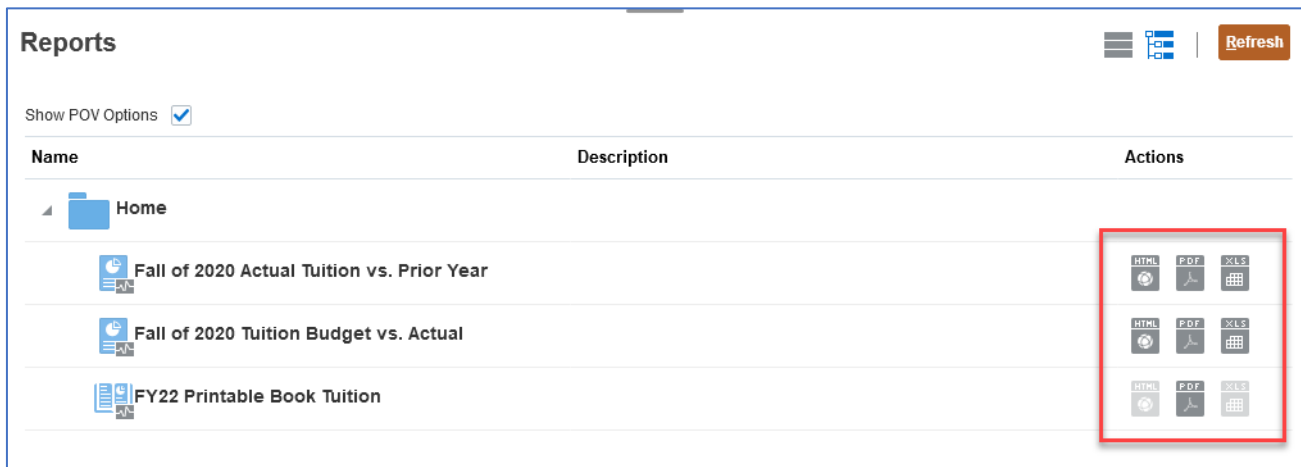 Reports
Refresh
Show POV Options
Name Description Actions
Home
Fall of 2020 Actual Tuition vs. Prior Year HTML PDF XLS
Fall of 2020 Tuition Budget vs. Actual HTML PDF XLS
FY22 Printable Book Tuition HTML PDF XLS